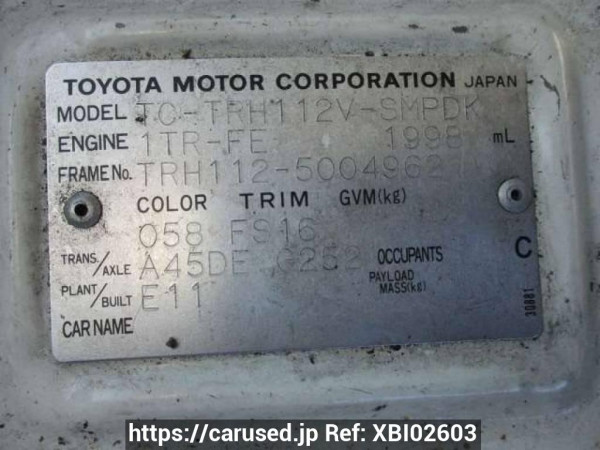 TOYOTA MOTOR CORPORATION JAPAN
MODEL TC-TRH112V-SMPDK
ENGINE 1TR-FE 1998 mL
FRAME No. TRH112-5004962
COLOR TRIM GVM(kg)
058 FS16
TRANS/AXLE A45DE G252 OCCUPANTS C
PLANT/BUILT E11 PAYLOAD MASS(kg)
CAR NAME
30881
https://carused.jp Ref: XBI02603